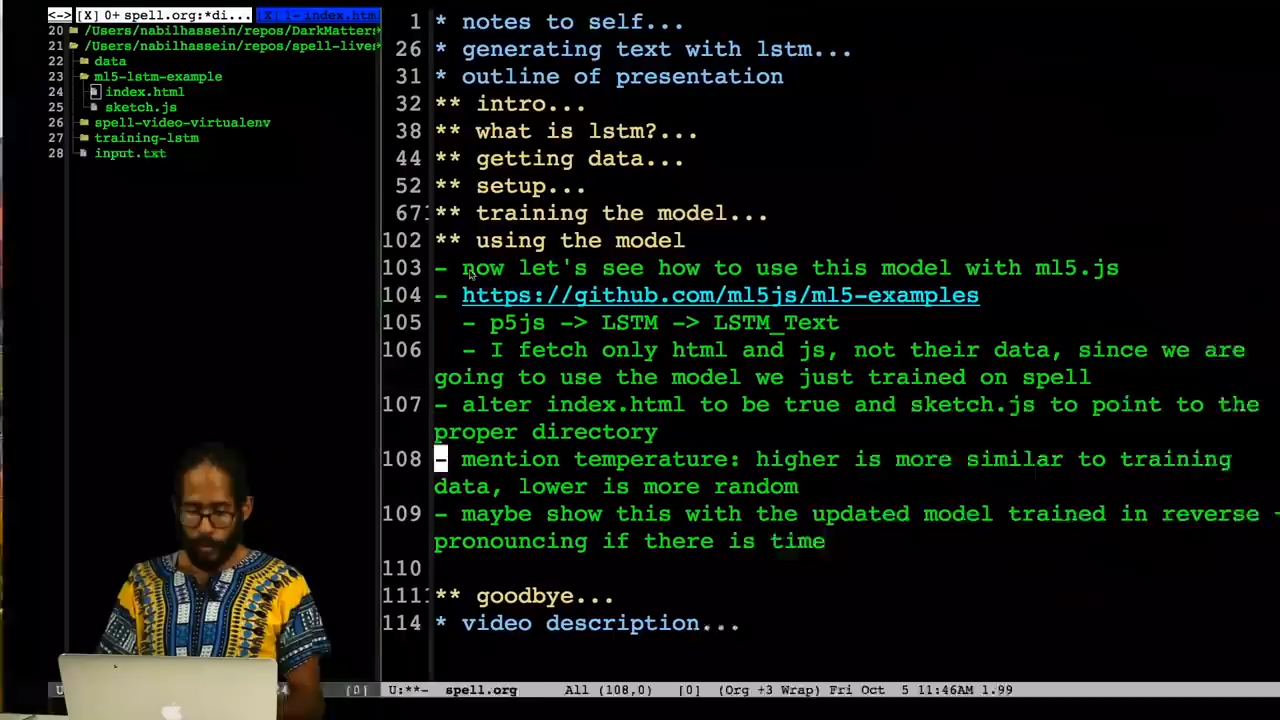 <-> [X] 0+ spell.org:*di... [X] 1- index.htm
20 /Users/nabilhassein/repos/DarkMatter
21 /Users/nabilhassein/repos/spell-live
22 data
23 ml5-lstm-example
24 index.html
25 sketch.js
26 spell-video-virtualenv
27 training-lstm
28 input.txt
1 * notes to self...
26 * generating text with lstm...
31 * outline of presentation
32 ** intro...
38 ** what is lstm?...
44 ** getting data...
52 ** setup...
67 ** training the model...
102 ** using the model
103 - now let's see how to use this model with ml5.js
104 - https://github.com/ml5js/ml5-examples
105 - p5js -> LSTM -> LSTM_Text
106 - I fetch only html and js, not their data, since we are
going to use the model we just trained on spell
107 - alter index.html to be true and sketch.js to point to the
proper directory
108 - mention temperature: higher is more similar to training
data, lower is more random
109 - maybe show this with the updated model trained in reverse -
pronouncing if there is time
110
111 ** goodbye...
114 * video description...
[0] U:**- spell.org All (108,0) [0] (Org +3 Wrap) Fri Oct 5 11:46AM 1.99